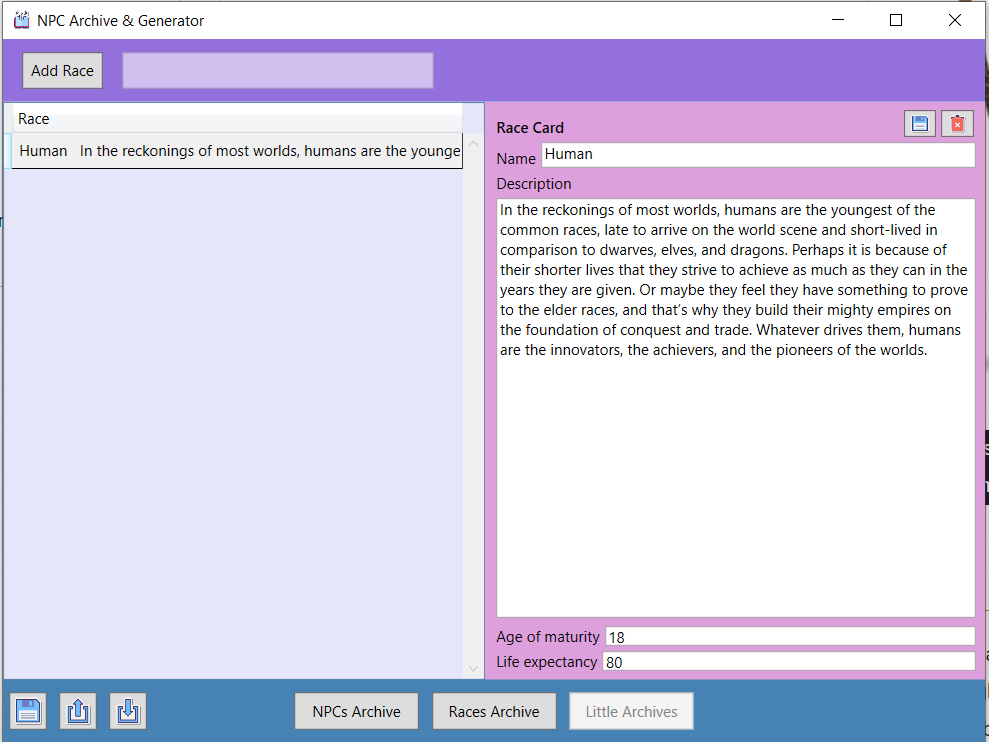 NPC Archive & Generator
Add Race
Race
Human In the reckonings of most worlds, humans are the younge
Race Card
Name Human
Description
In the reckonings of most worlds, humans are the youngest of the
common races, late to arrive on the world scene and short-lived in
comparison to dwarves, elves, and dragons. Perhaps it is because of
their shorter lives that they strive to achieve as much as they can in the
years they are given. Or maybe they feel they have something to prove
to the elder races, and that's why they build their mighty empires on
the foundation of conquest and trade. Whatever drives them, humans
are the innovators, the achievers, and the pioneers of the worlds.
Age of maturity 18
Life expectancy 80
NPCs Archive Races Archive Little Archives